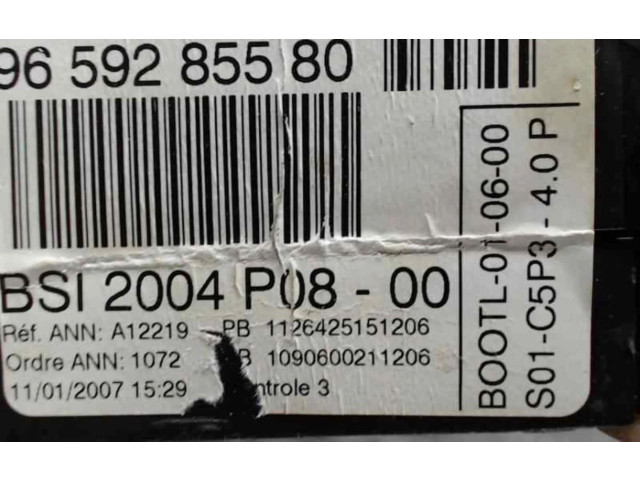 96 592 855 80
BSI 2004 P08 - 00
Réf. ANN: A12219 PB 1126425151206
Ordre ANN: 1072 B 1090600211206
11/01/2007 15:29 ntrole 3
BOOTL-01-06-00
S01-C5P3 - 4.0 P